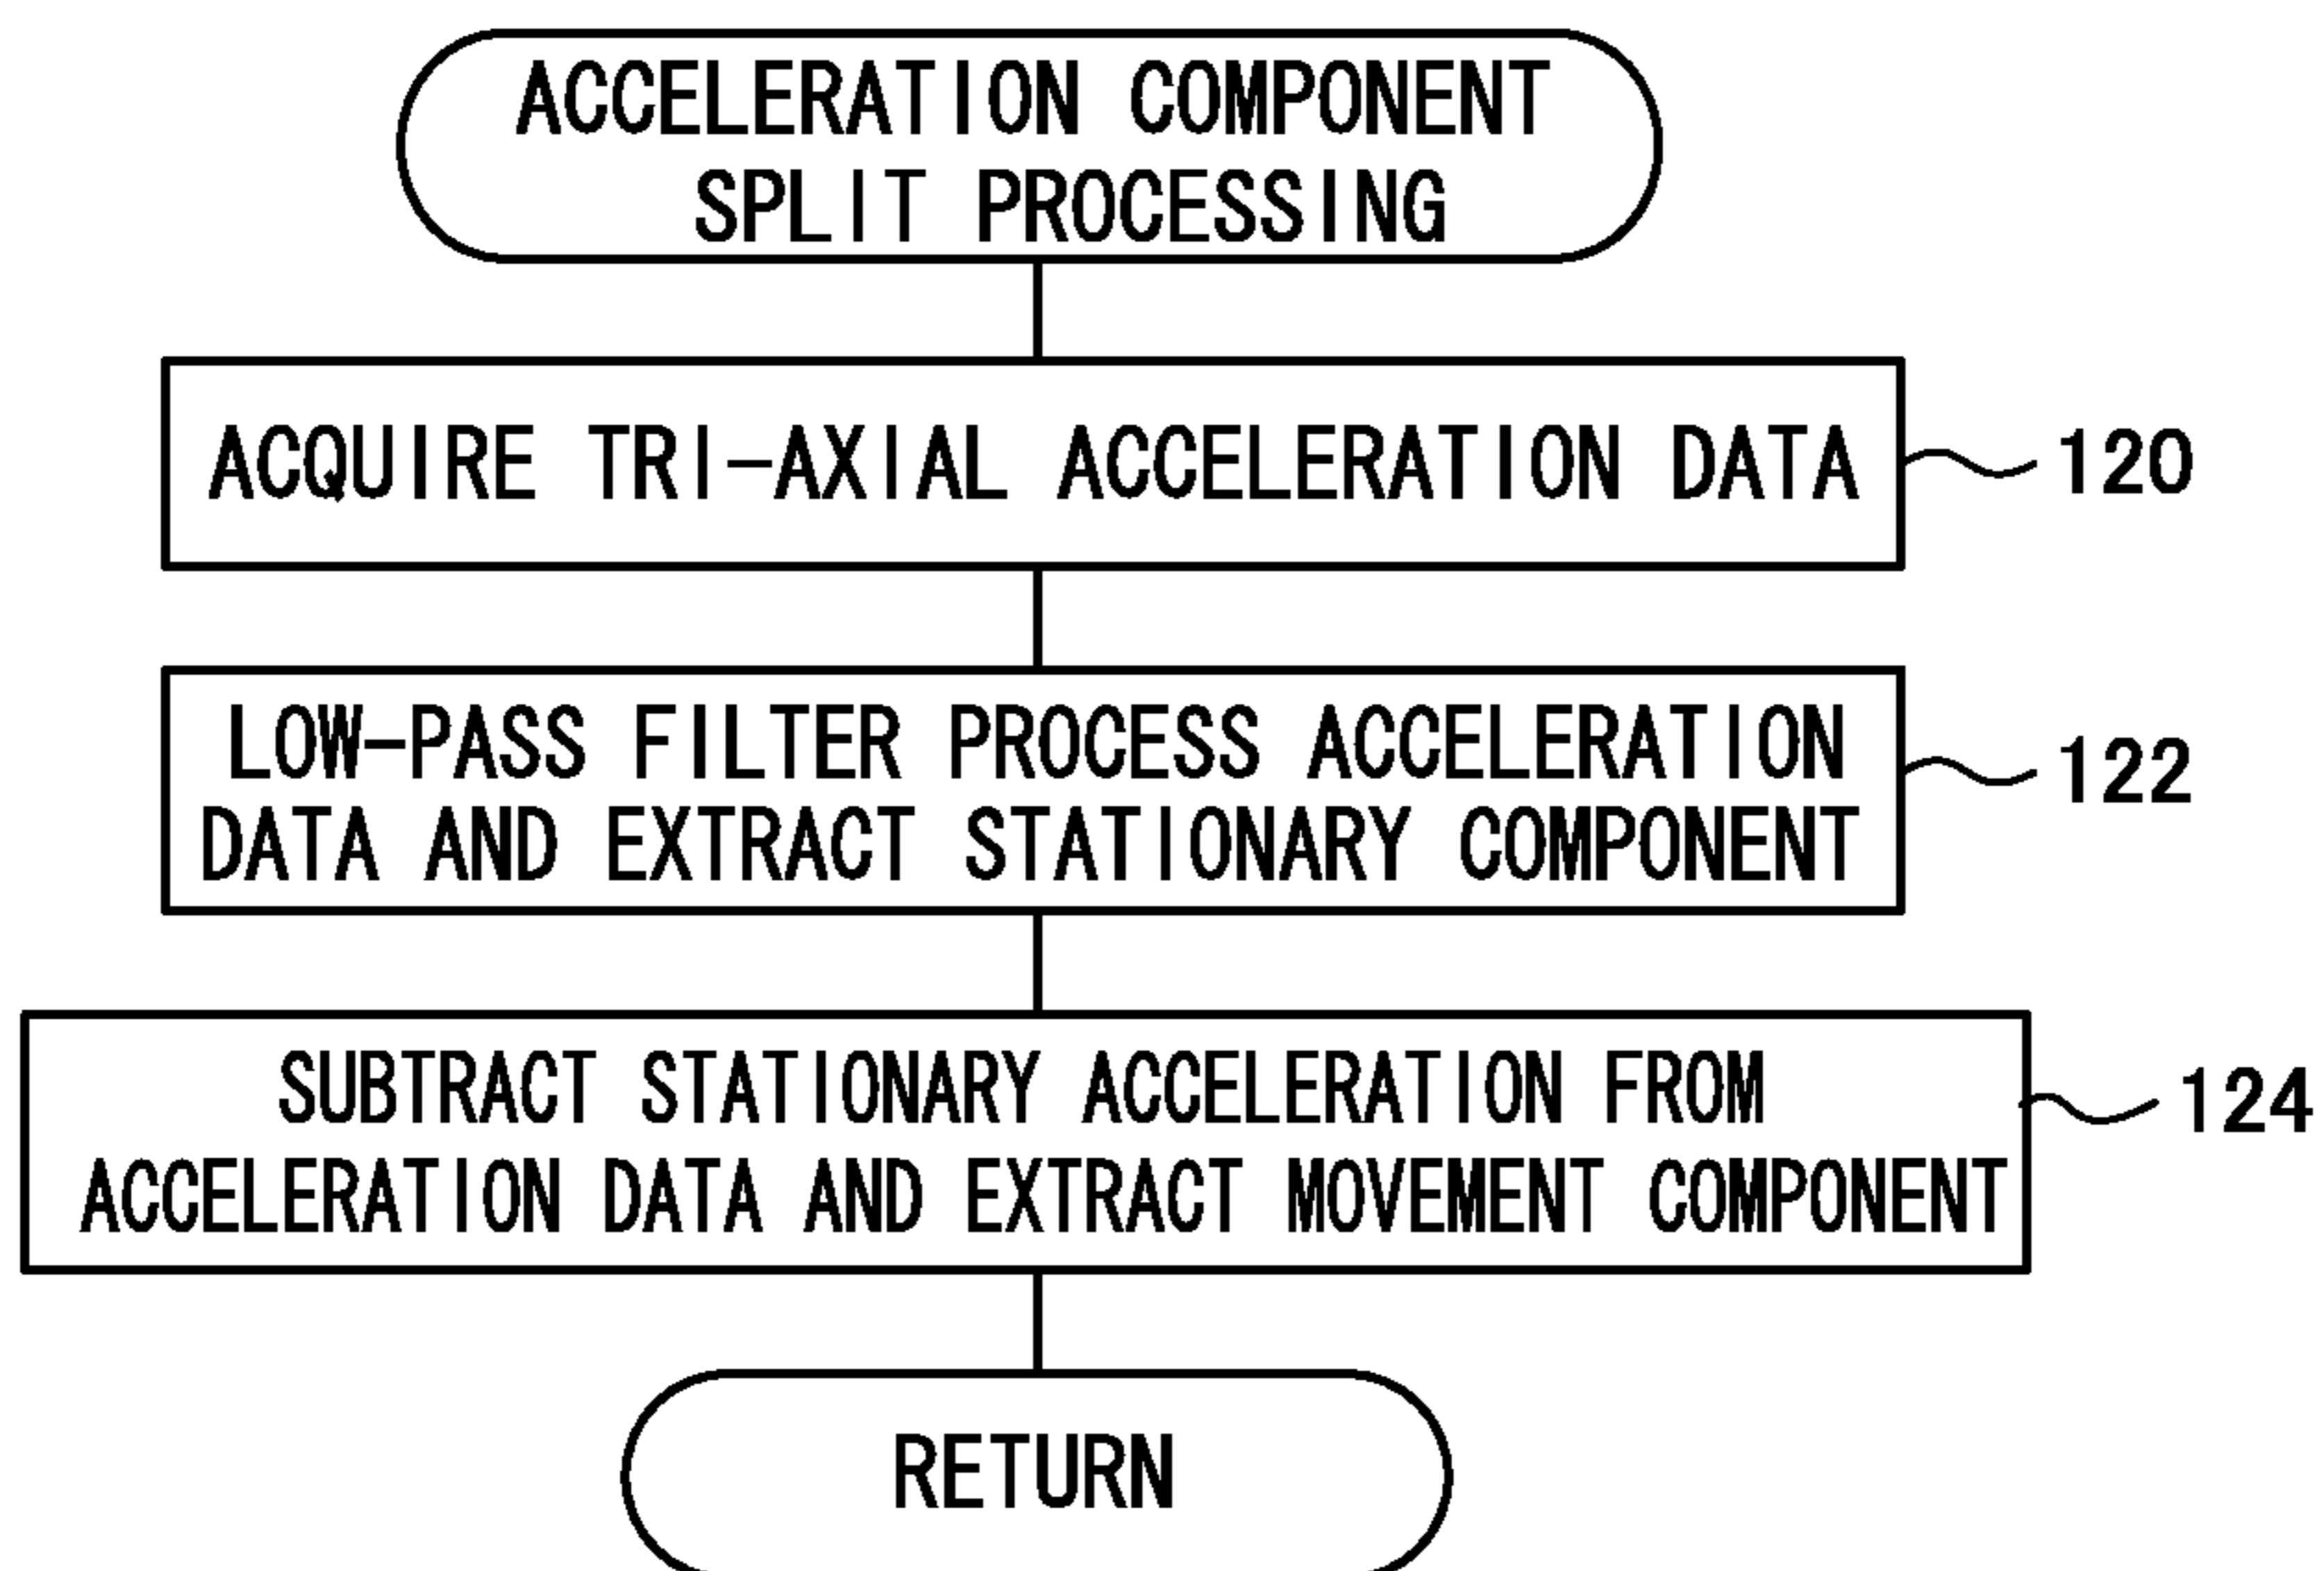 ACCELERATION COMPONENT
SPLIT PROCESSING
ACQUIRE TRI-AXIAL ACCELERATION DATA
120
LOW-PASS FILTER PROCESS ACCELERATION
DATA AND EXTRACT STATIONARY COMPONENT
122
SUBTRACT STATIONARY ACCELERATION FROM
ACCELERATION DATA AND EXTRACT MOVEMENT COMPONENT
124
RETURN